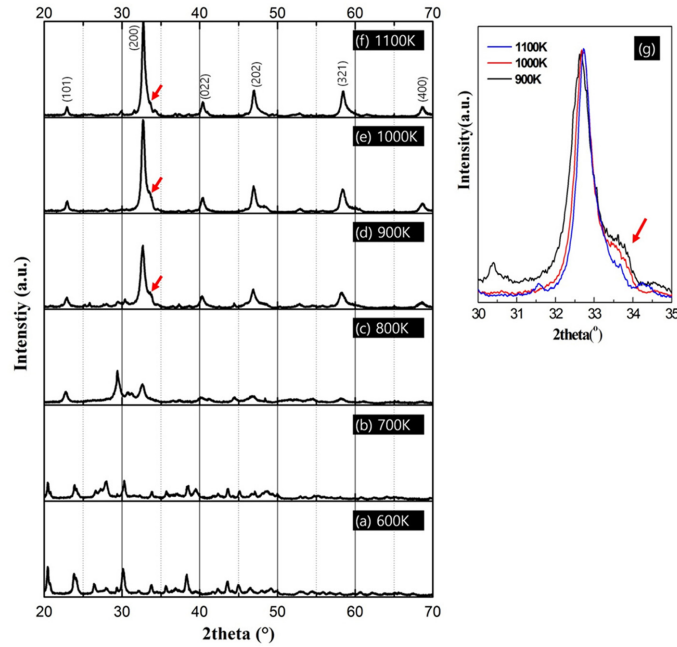 20 30 40 50 60 70
(f) 1100K
(101)
(200)
(022)
(202)
(321)
(400)
(e) 1000K
(d) 900K
(c) 800K
(b) 700K
(a) 600K
Intenstiy (a.u.)
20 30 40 50 60 70
2theta (°)
(g)
1100K
1000K
900K
Intensity(a.u.)
30 31 32 33 34 35
2theta(°)